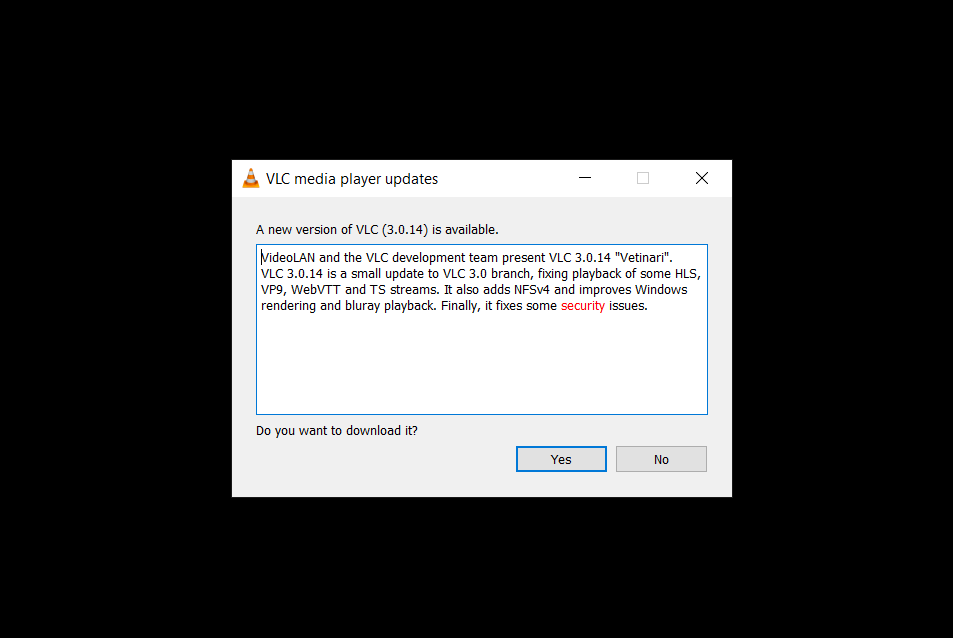 VLC media player updates
A new version of VLC (3.0.14) is available.
VideoLAN and the VLC development team present VLC 3.0.14 "Vetinari".
VLC 3.0.14 is a small update to VLC 3.0 branch, fixing playback of some HLS,
VP9, WebVTT and TS streams. It also adds NFSv4 and improves Windows
rendering and bluray playback. Finally, it fixes some security issues.
Do you want to download it?
Yes No